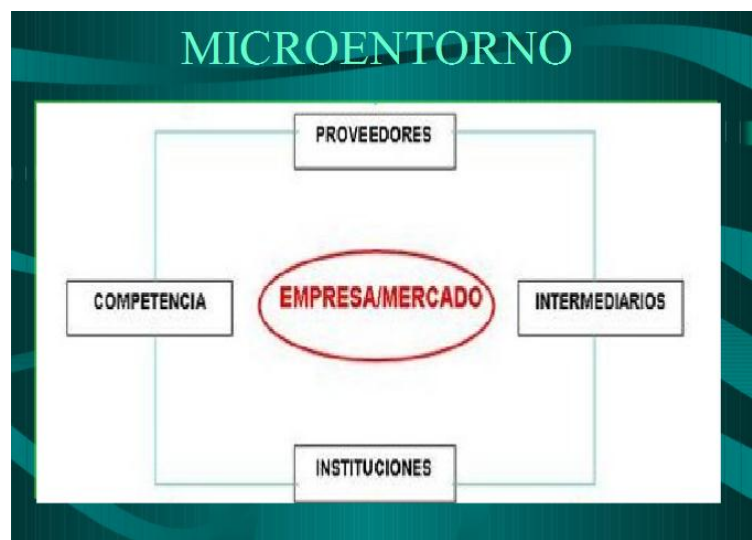 MICROENTORNO
PROVEEDORES
COMPETENCIA
EMPRESA/MERCADO
INTERMEDIARIOS
INSTITUCIONES